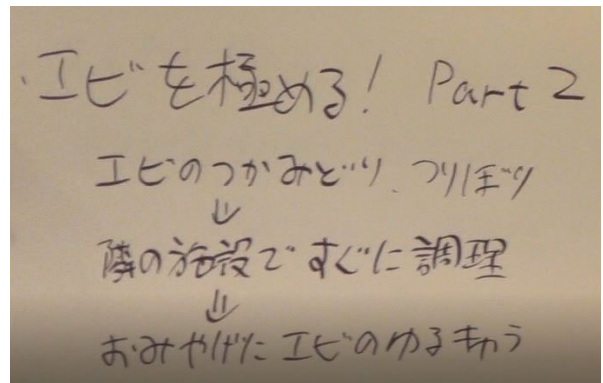 ・エビを極める! Part 2
エビのつかみどり、つりぼり
⇓
隣の施設ですぐに調理
⇓
おみやげに エビのゆるキャラ